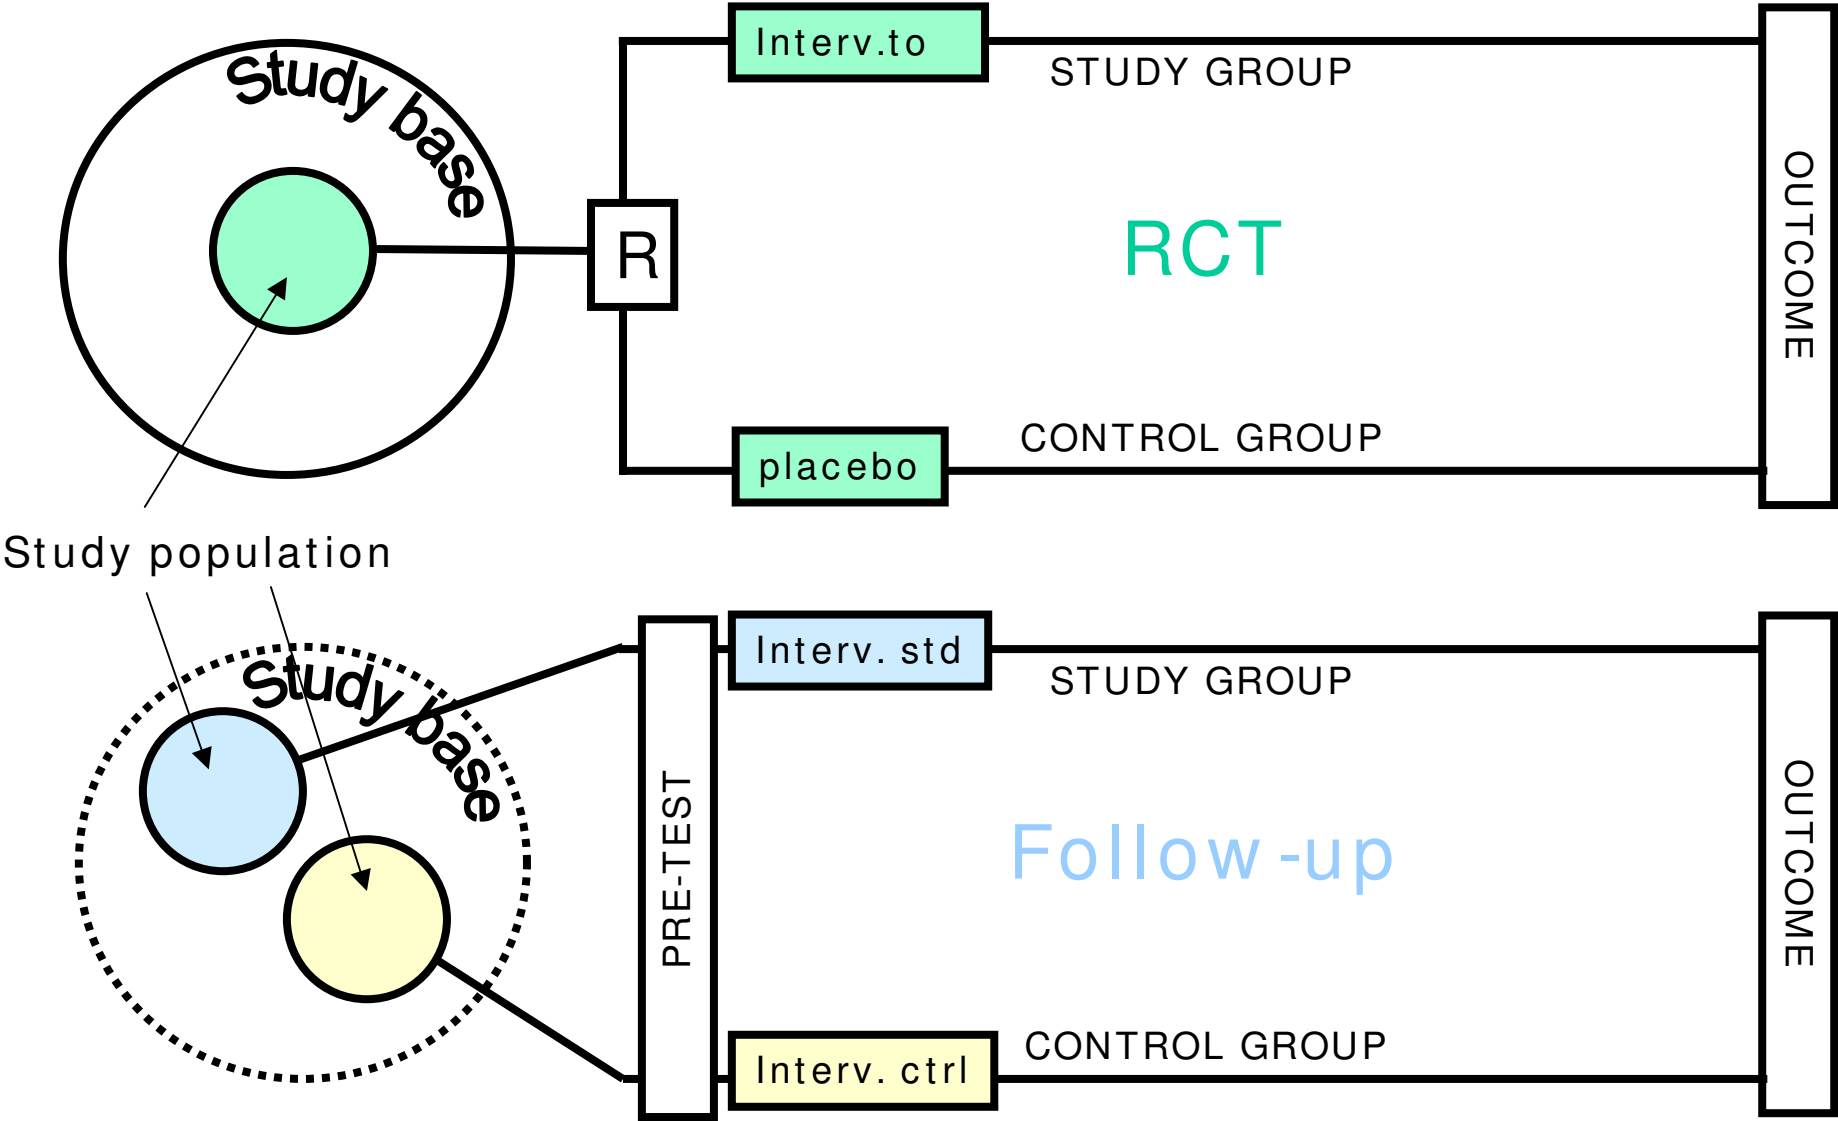 Study base
Interv.to
STUDY GROUP
R
RCT
OUTCOME
CONTROL GROUP
placebo
Study population
Study base
Interv. std
STUDY GROUP
PRE-TEST
Follow-up
OUTCOME
CONTROL GROUP
Interv. ctrl